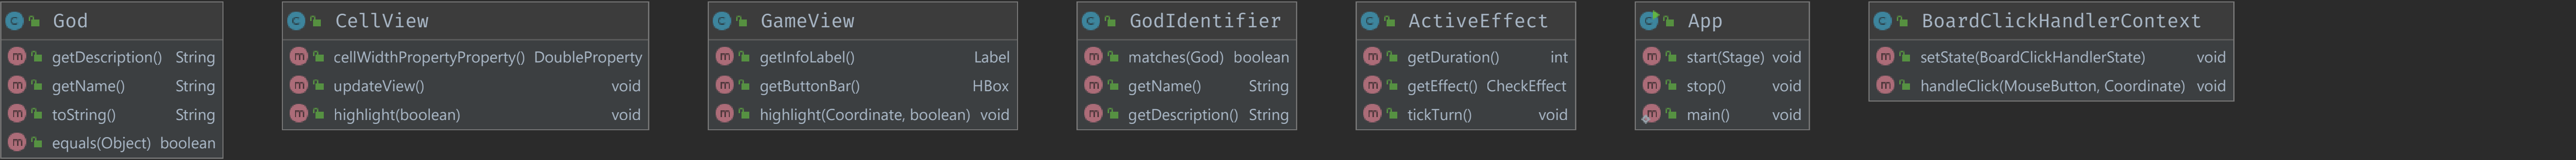 God
getDescription() String
getName() String
toString() String
equals(Object) boolean
CellView
cellWidthPropertyProperty() DoubleProperty
updateView() void
highlight(boolean) void
GameView
getInfoLabel() Label
getButtonBar() HBox
highlight(Coordinate, boolean) void
GodIdentifier
matches(God) boolean
getName() String
getDescription() String
ActiveEffect
getDuration() int
getEffect() CheckEffect
tickTurn() void
App
start(Stage) void
stop() void
main() void
BoardClickHandlerContext
setState(BoardClickHandlerState) void
handleClick(MouseButton, Coordinate) void